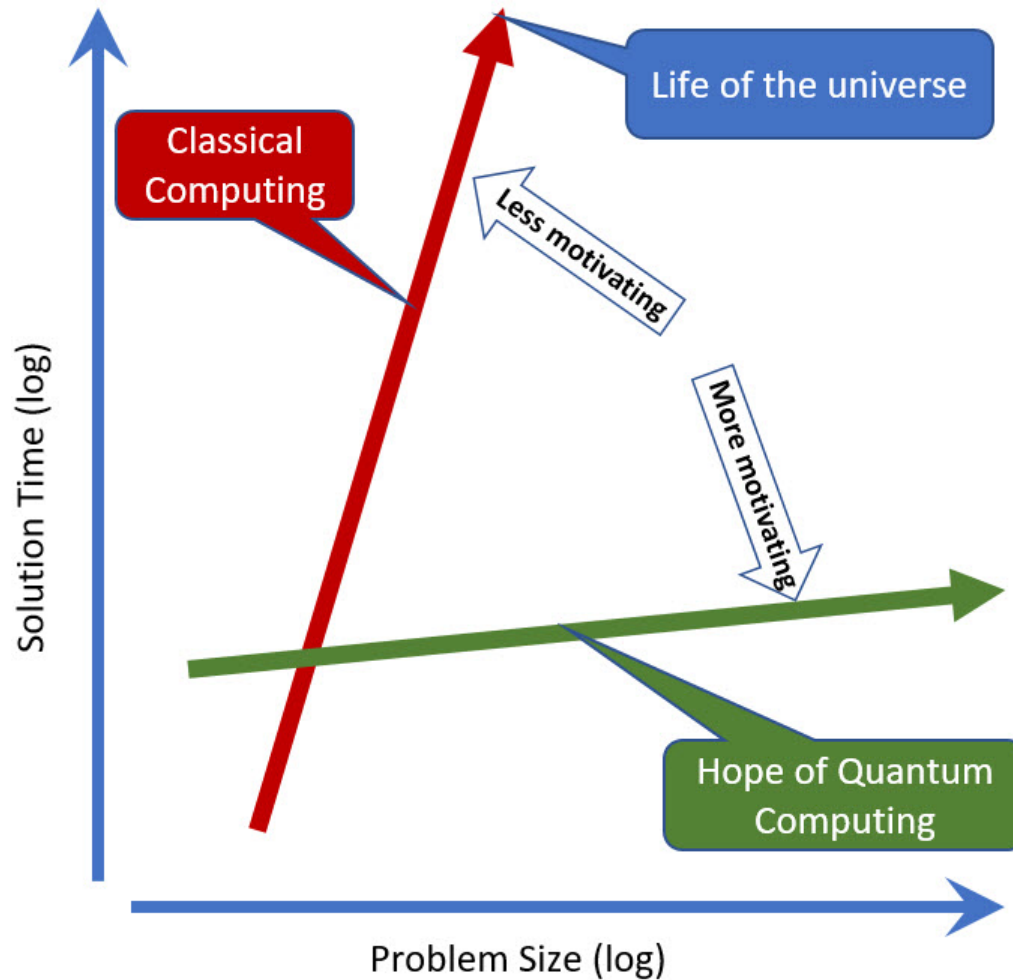 Life of the universe
Classical
Computing
Less motivating
More motivating
Solution Time (log)
Hope of Quantum
Computing
Problem Size (log)